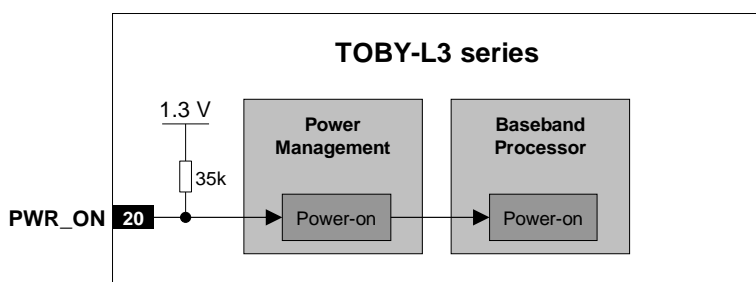 TOBY-L3 series
1.3 V
35k
Power
Management
Baseband
Processor
PWR_ON
20
Power-on
Power-on